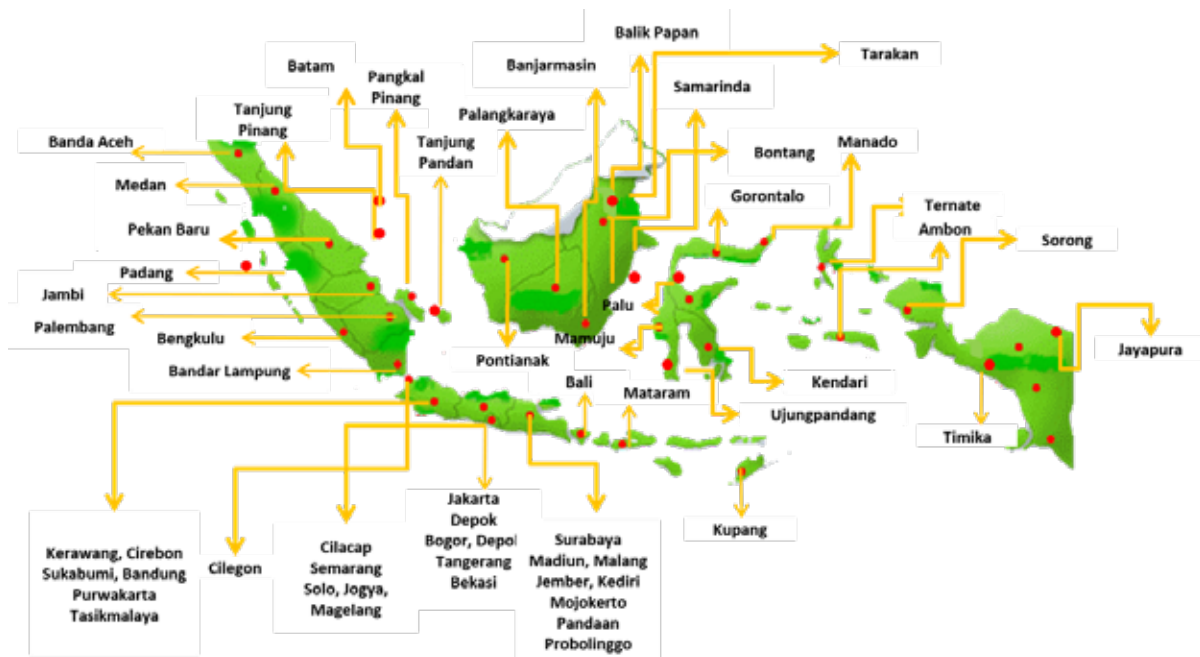 Balik Papan
Tarakan
Batam
Pangkal
Pinang
Banjarmasin
Samarinda
Tanjung
Pinang
Palangkaraya
Banda Aceh
Tanjung
Pandan
Bontang
Manado
Medan
Gorontalo
Ternate
Ambon
Pekan Baru
Sorong
Padang
Jambi
Palu
Palembang
Bengkulu
Mamuju
Jayapura
Pontianak
Bandar Lampung
Bali
Mataram
Kendari
Ujungpandang
Timika
Kupang
Kerawang, Cirebon
Sukabumi, Bandung
Purwakarta
Tasikmalaya
Cilegon
Cilacap
Semarang
Solo, Jogya,
Magelang
Jakarta
Depok
Bogor, Depol
Tangerang
Bekasi
Surabaya
Madiun, Malang
Jember, Kediri
Mojokerto
Pandaan
Probolinggo